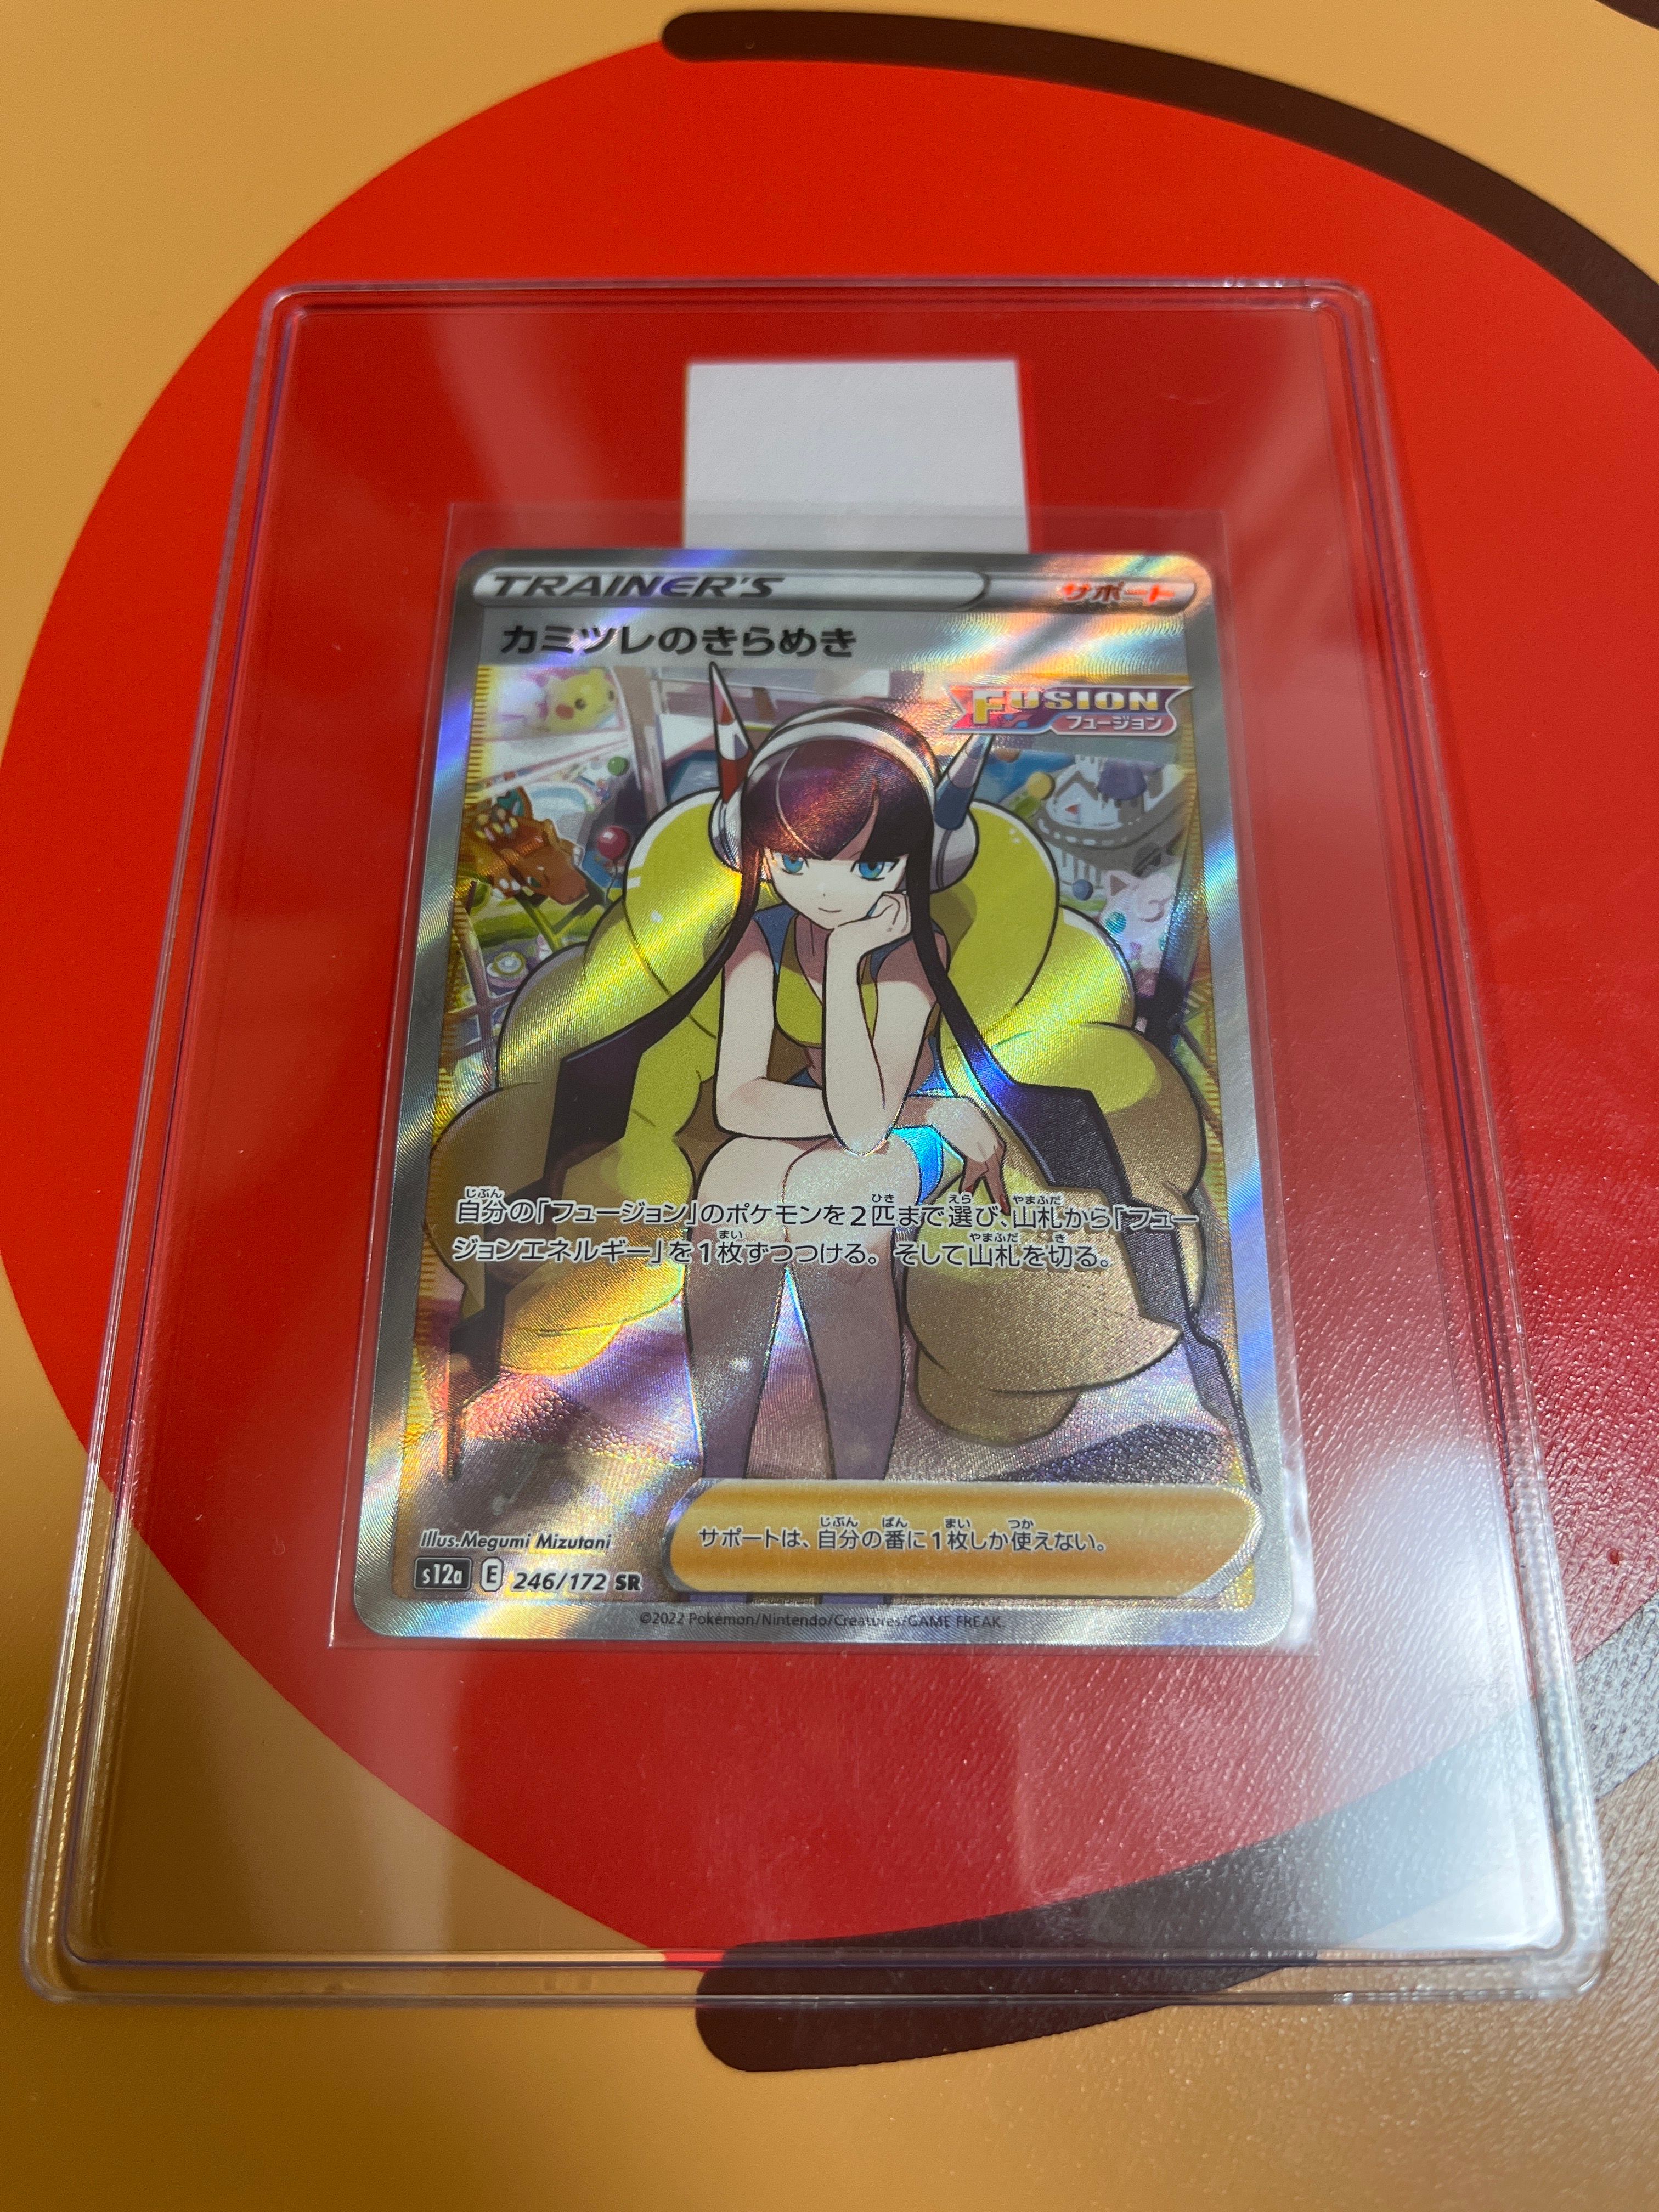 TRAINER'S
サポート
カミツレのきらめき
FUSION
フュージョン
自分の「フュージョン」のポケモンを2匹まで選び、山札から「フュー
ジョンエネルギー」を1枚ずつつける。そして山札を切る。
サポートは、自分の番に1枚しか使えない。
Illus.Megumi Mizutani
s12a E 246/172 SR
©2022 Pokémon/Nintendo/Creatures/GAME FREAK.